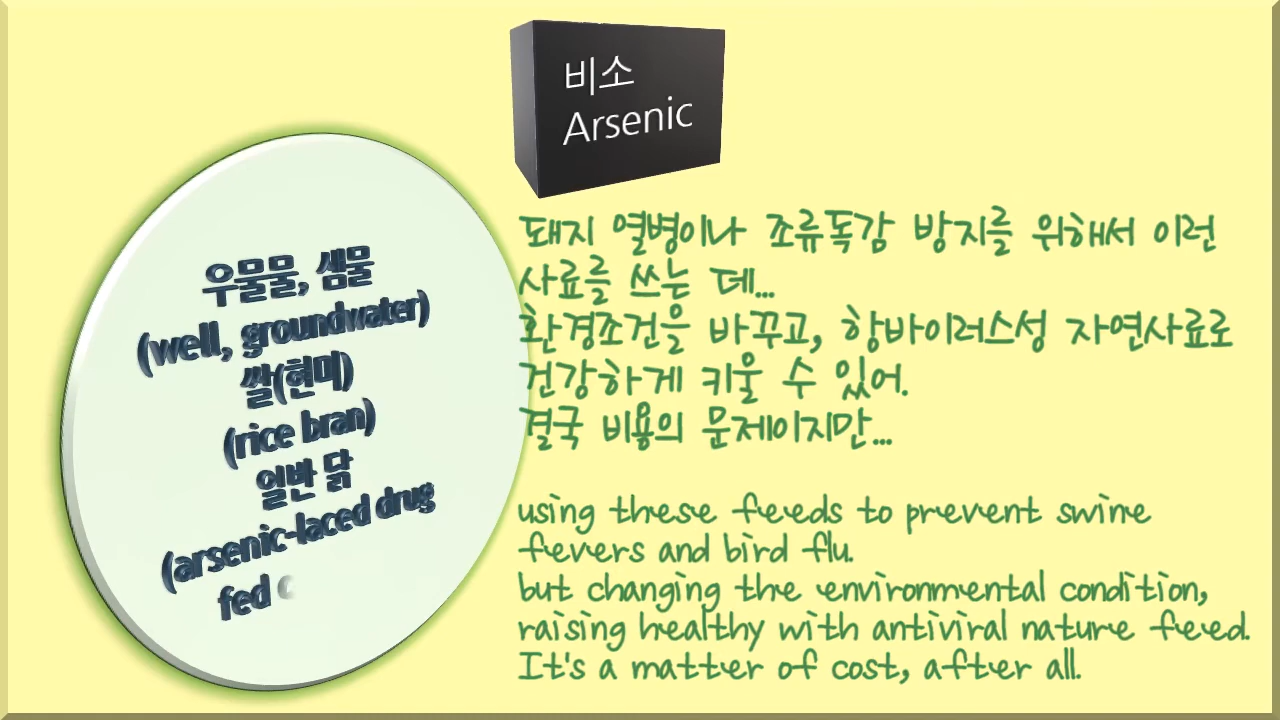 비소
Arsenic
우물물, 샘물
(well, groundwater)
쌀(현미)
(rice bran)
일반 닭
(arsenic-laced drug
fed
돼지 열병이나 조류독감 방지를 위해서 이런
사료를 쓰는 데...
환경조건을 바꾸고, 항바이러스성 자연사료로
건강하게 키울 수 있어.
결국 비용의 문제이지만...
using these feeds to prevent swine
fevers and bird flu.
but changing the environmental condition,
raising healthy with antiviral nature feed.
It's a matter of cost, after all.